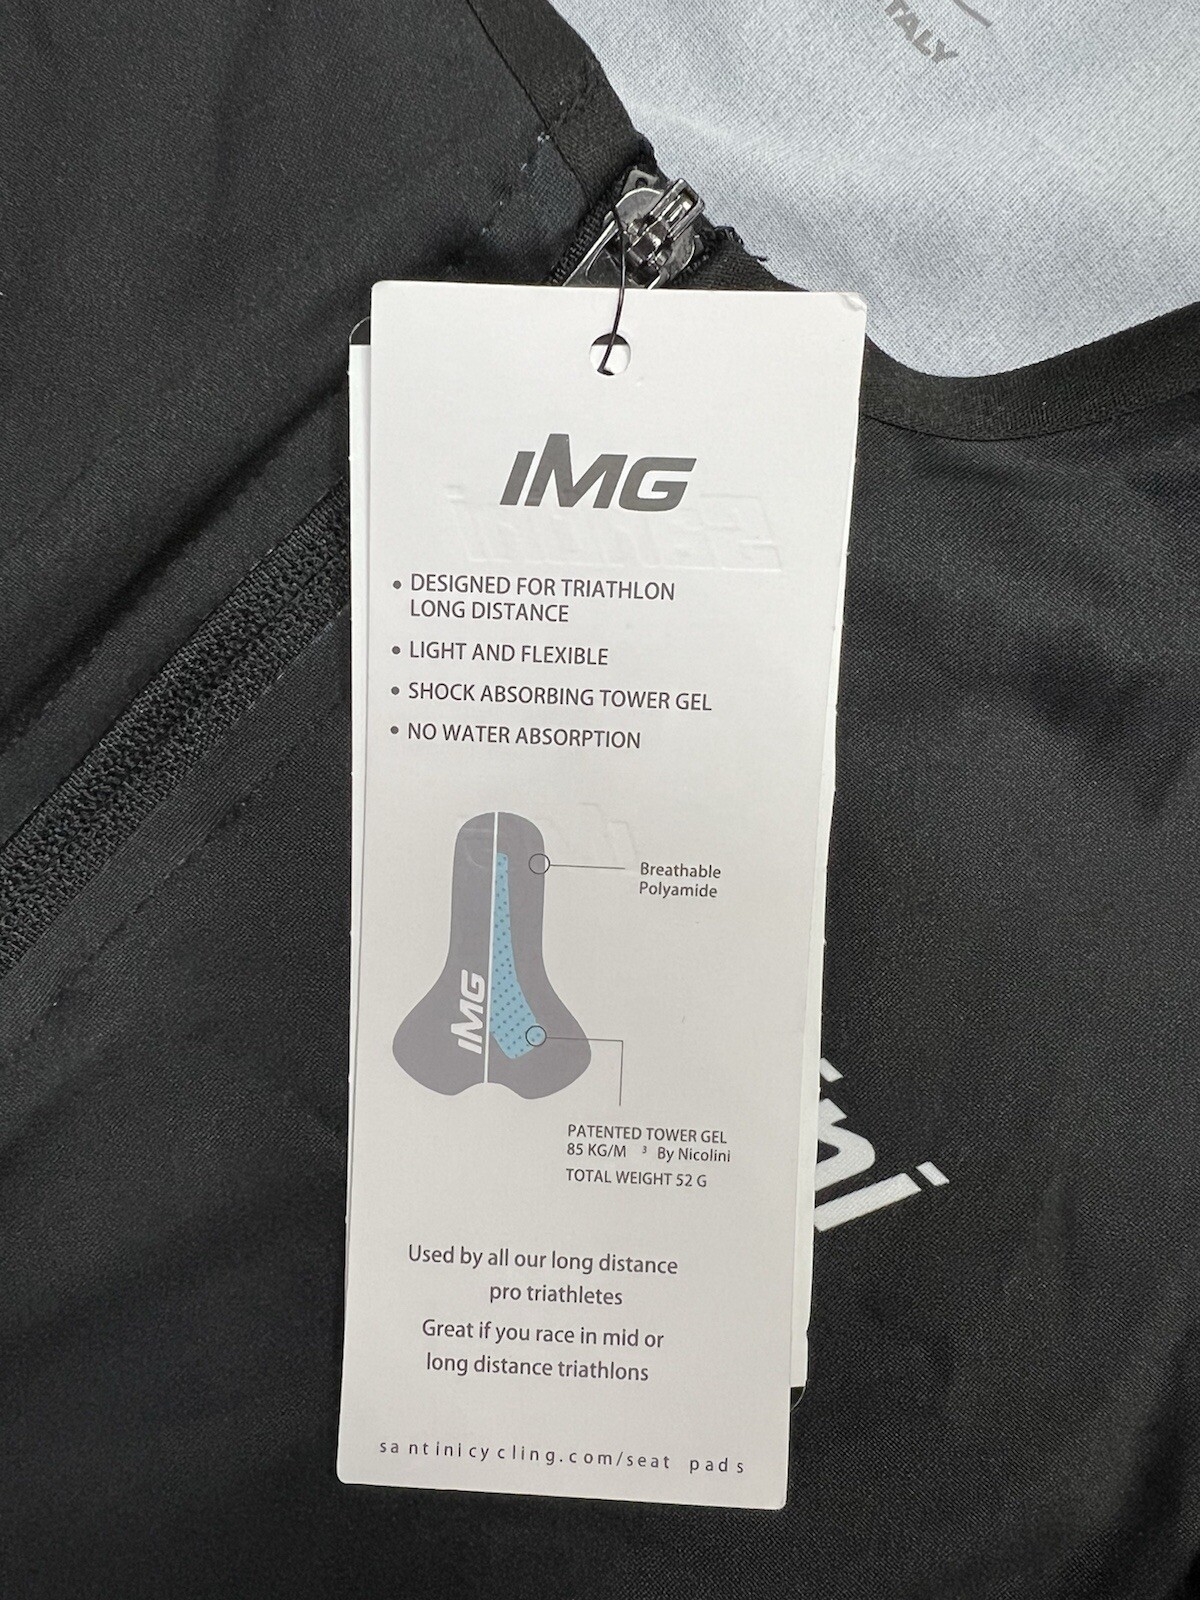 ITALY
IMG
Santini
• DESIGNED FOR TRIATHLON
LONG DISTANCE
• LIGHT AND FLEXIBLE
• SHOCK ABSORBING TOWER GEL
• NO WATER ABSORPTION
Breathable
Polyamide
IMG
PATENTED TOWER GEL
85 KG/M ³ By Nicolini
TOTAL WEIGHT 52 G
Used by all our long distance
pro triathletes
Great if you race in mid or
long distance triathlons
santinicycling.com/seat pads